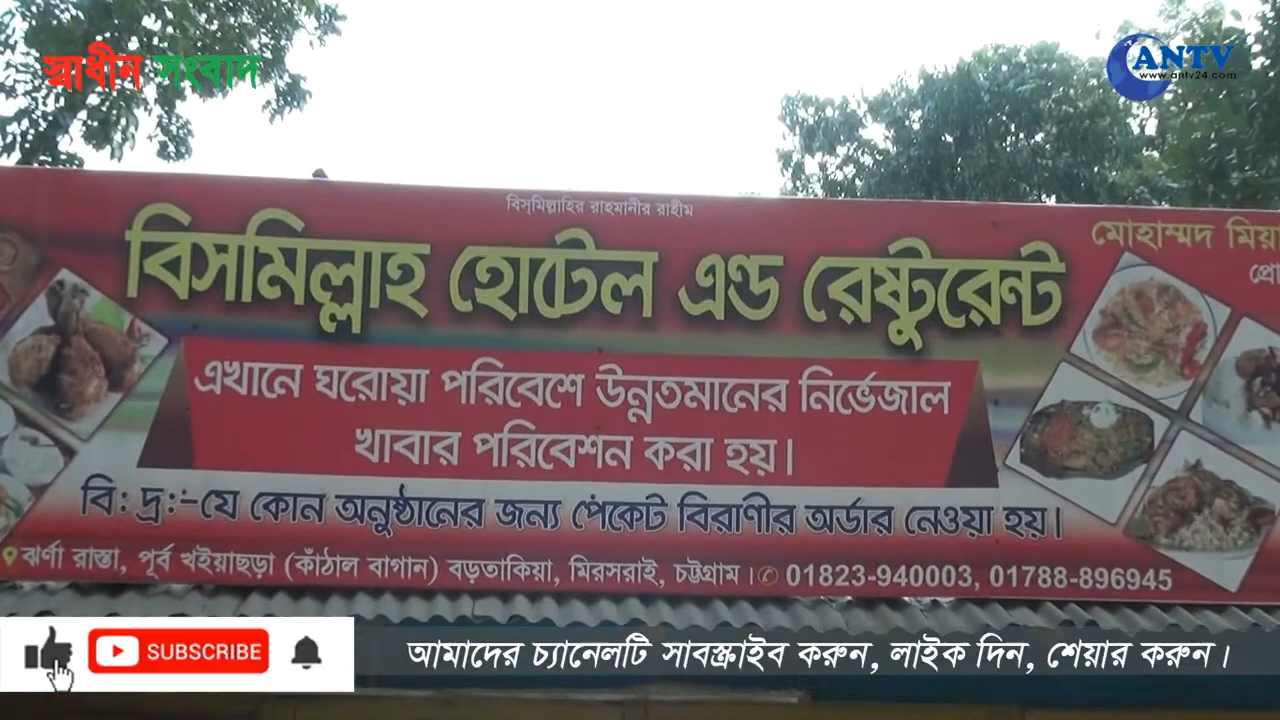 স্বাধীন সংবাদ
ANTV
www.antv24.com
বিস্‌মিল্লাহির রাহমানীর রাহীম
মোহাম্মদ মিয়া
প্রো
বিসমিল্লাহ হোটেল এণ্ড রেষ্টুরেন্ট
এখানে ঘরোয়া পরিবেশে উন্নতমানের নির্ভেজাল
খাবার পরিবেশন করা হয়।
বি: দ্র:-যে কোন অনুষ্ঠানের জন্য পেকেট বিরাণীর অর্ডার নেওয়া হয়।
ঝর্ণা রাস্তা, পূর্ব খইয়াছড়া (কাঁঠাল বাগান) বড়তাকিয়া, মিরসরাই, চট্টগ্রাম। 01823-940003, 01788-896945
SUBSCRIBE
আমাদের চ্যানেলটি সাবস্ক্রাইব করুন, লাইক দিন, শেয়ার করুন।